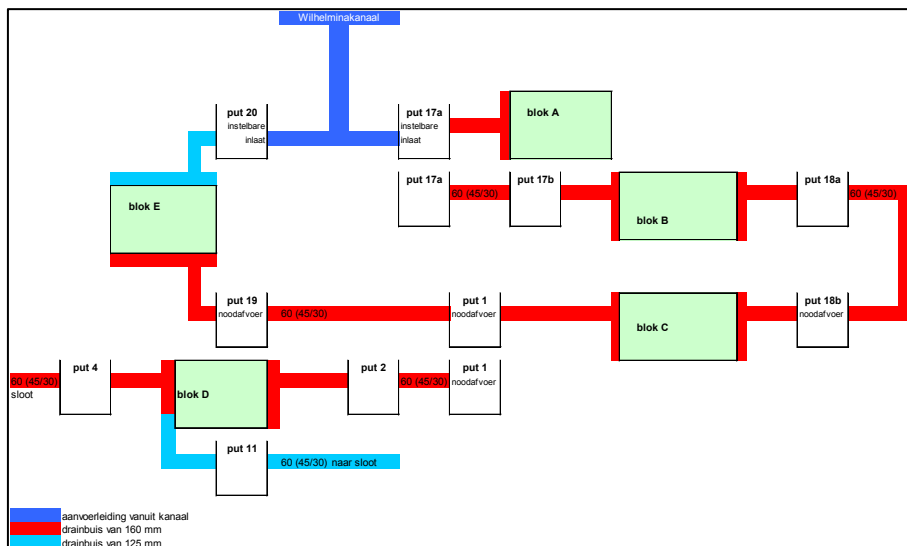 Wilhelminakanaal
put 20
instelbare
inlaat
put 17a
instelbare
inlaat
blok A
put 17a
60 (45/30)
put 17b
blok B
put 18a
60 (45/30)
blok E
put 19
noodafvoer
60 (45/30)
put 1
noodafvoer
blok C
put 18b
noodafvoer
60 (45/30)
sloot
put 4
blok D
put 2
60 (45/30)
put 1
noodafvoer
put 11
60 (45/30) naar sloot
aanvoerleiding vanuit kanaal
drainbuis van 160 mm
drainbuis van 125 mm